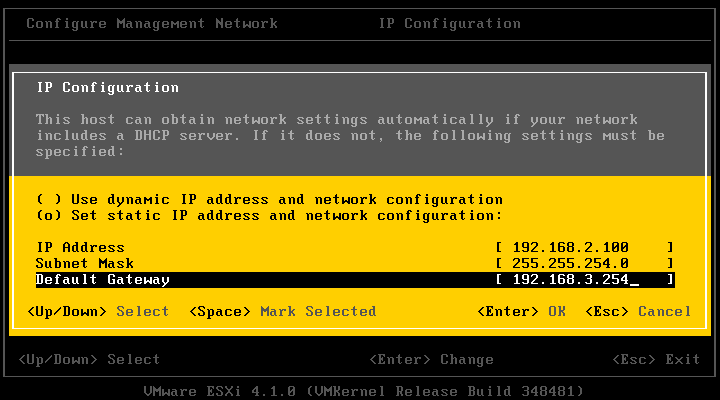 Configure Management Network IP Configuration
IP Configuration
This host can obtain network settings automatically if your network
includes a DHCP server. If it does not, the following settings must be
specified:
( ) Use dynamic IP address and network configuration
(o) Set static IP address and network configuration:
IP Address [ 192.168.2.100 ]
Subnet Mask [ 255.255.254.0 ]
Default Gateway [ 192.168.3.254_ ]
<Up/Down> Select <Space> Mark Selected <Enter> OK <Esc> Cancel
<Up/Down> Select <Enter> Change <Esc> Exit
VMware ESXi 4.1.0 (VMKernel Release Build 348481)